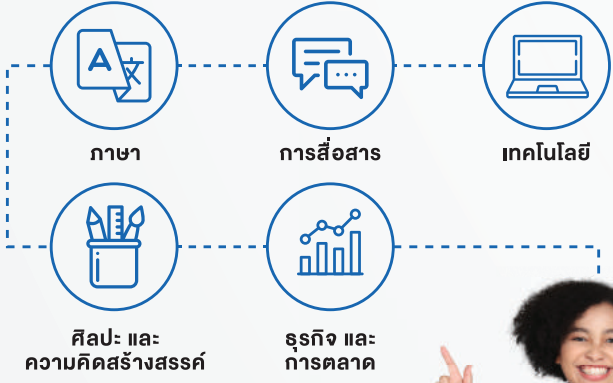 A 文
ภาษา
การสื่อสาร
เทคโนโลยี
ศิลปะ และ
ความคิดสร้างสรรค์
ธุรกิจ และ
การตลาด